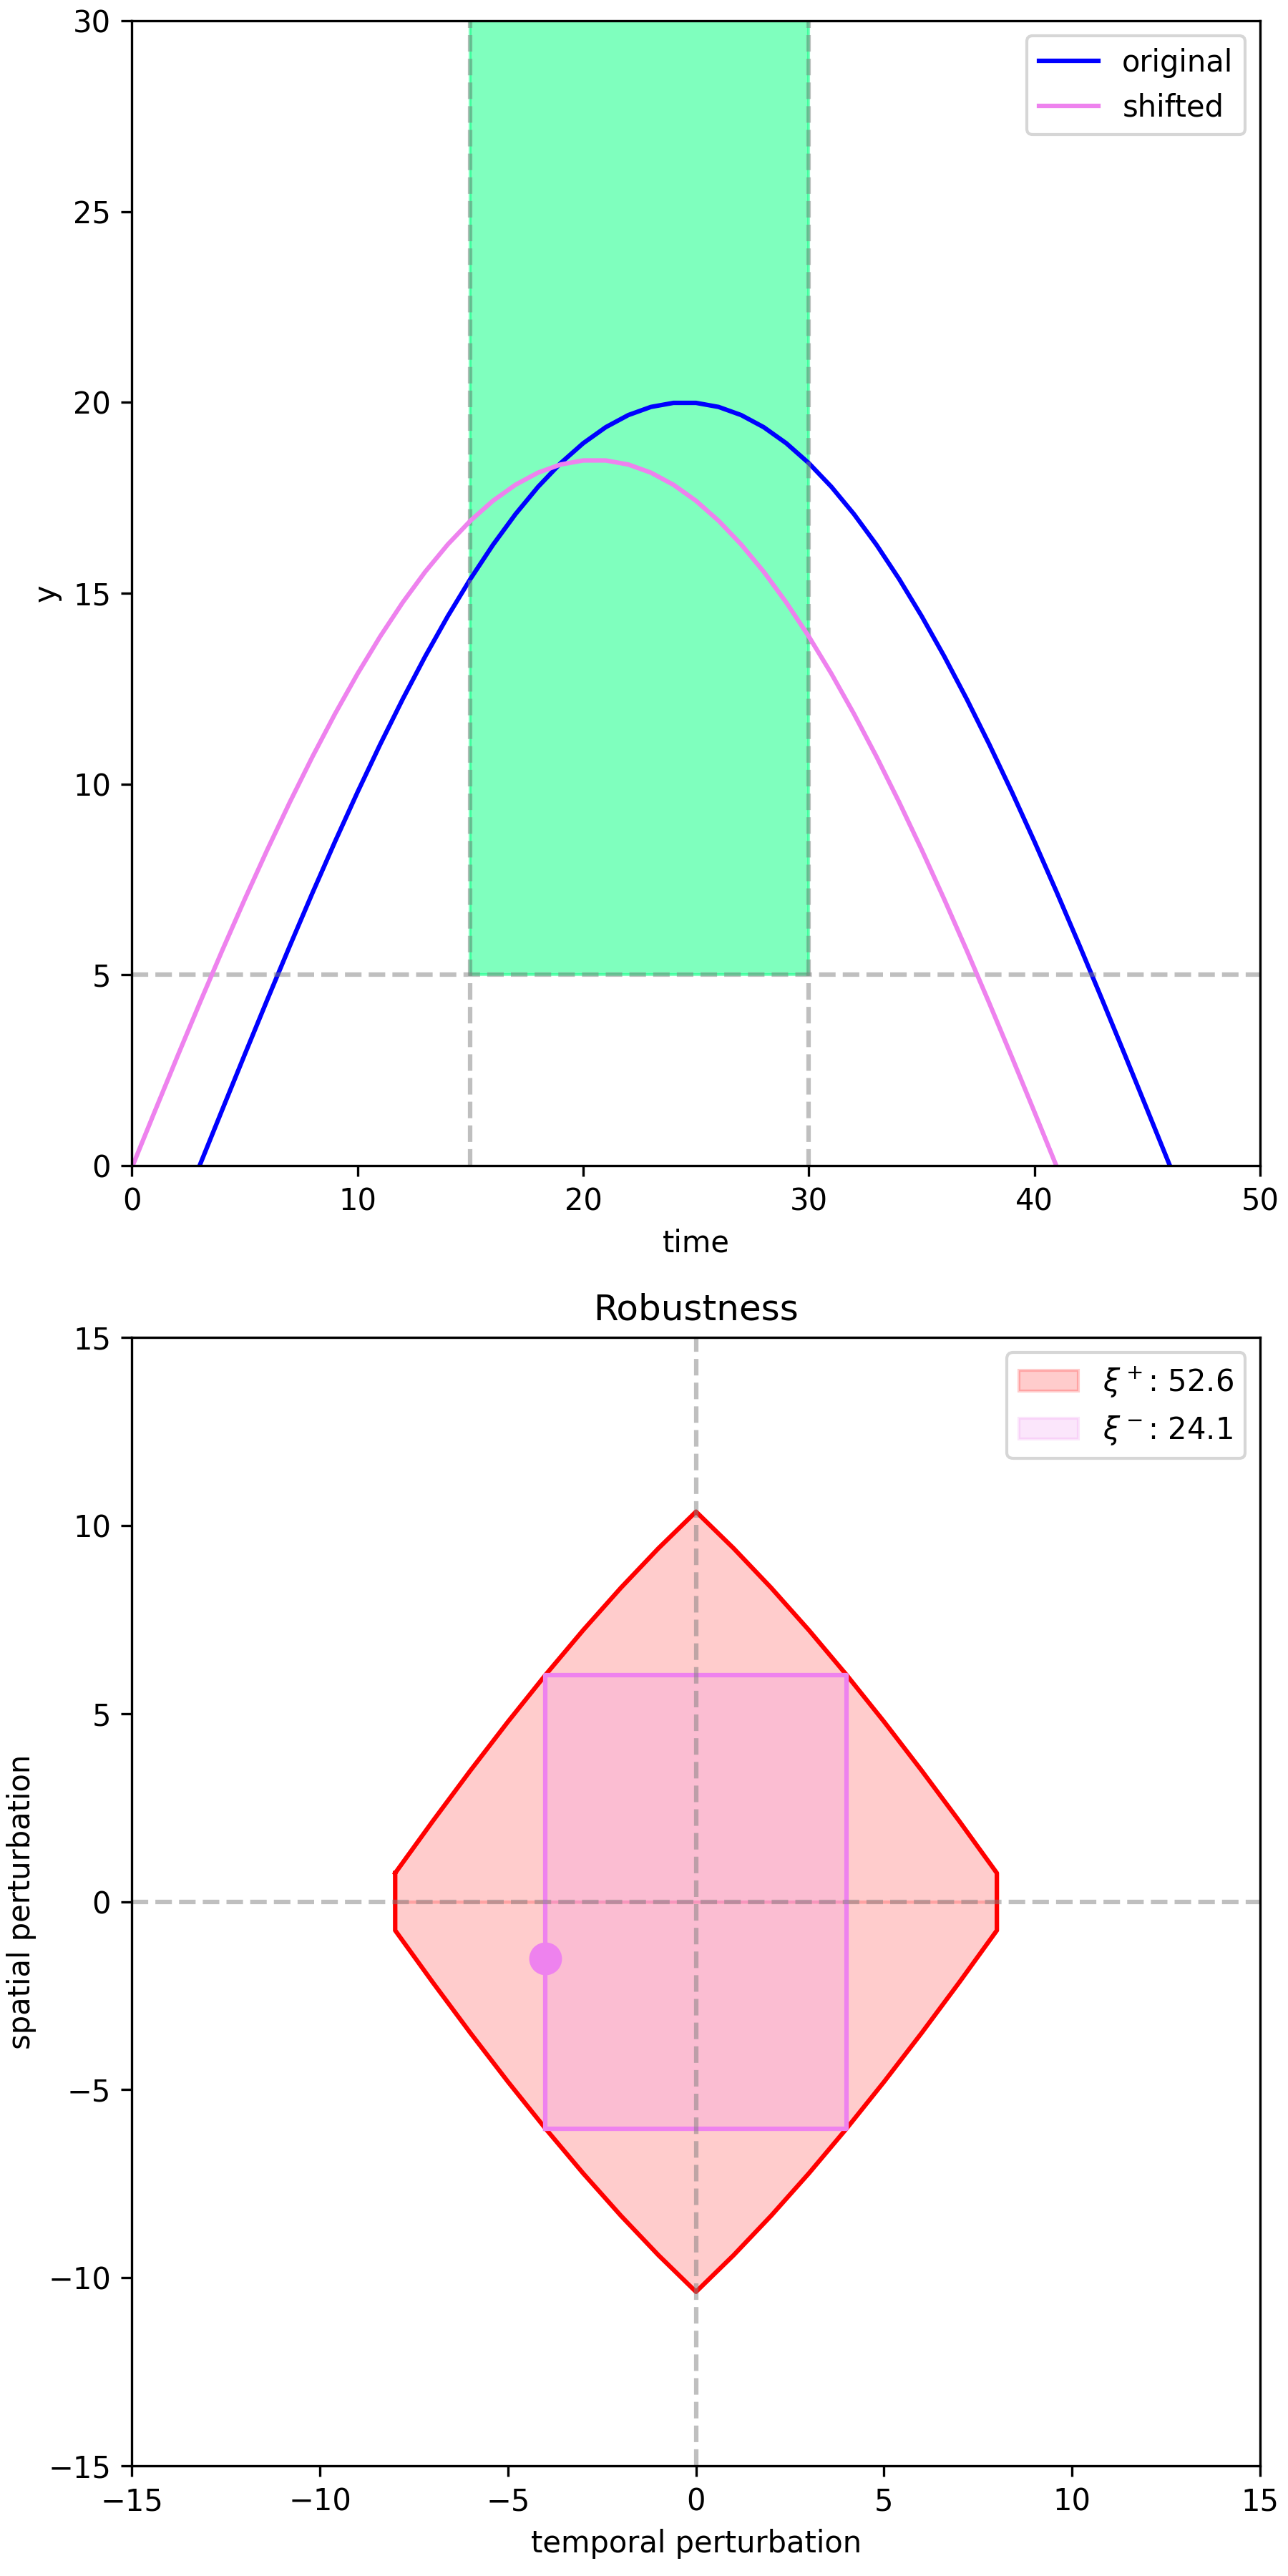 30
25
20
15
10
5
0
y
original
shifted
0 10 20 30 40 50
time
Robustness
15
10
5
0
−5
−10
−15
spatial perturbation
ξ⁺: 52.6
ξ⁻: 24.1
−15 −10 −5 0 5 10 15
temporal perturbation